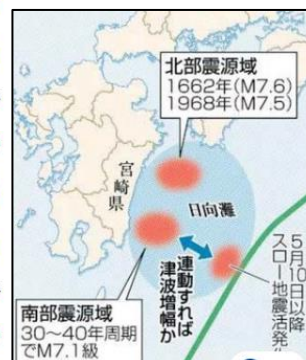 北部震源域
1662年(M7.6)
1968年(M7.5)
宮崎県
日向灘
連動すれば
津波増幅か
5月10日以降
スロー地震活発
南部震源域
30〜40年周期
でM7.1級